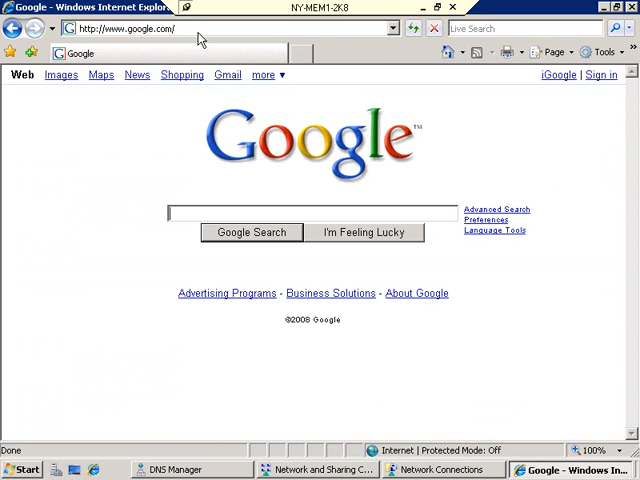 Google - Windows Internet Explor
NY-MEM1-2K8
http://www.google.com/
Live Search
Google
Page
Tools
Web Images Maps News Shopping Gmail more ▼
iGoogle | Sign in
Google™
Advanced Search
Preferences
Language Tools
Google Search
I'm Feeling Lucky
Advertising Programs - Business Solutions - About Google
©2008 Google
Done
Internet | Protected Mode: Off
100%
Start
DNS Manager
Network and Sharing C...
Network Connections
Google - Windows In...